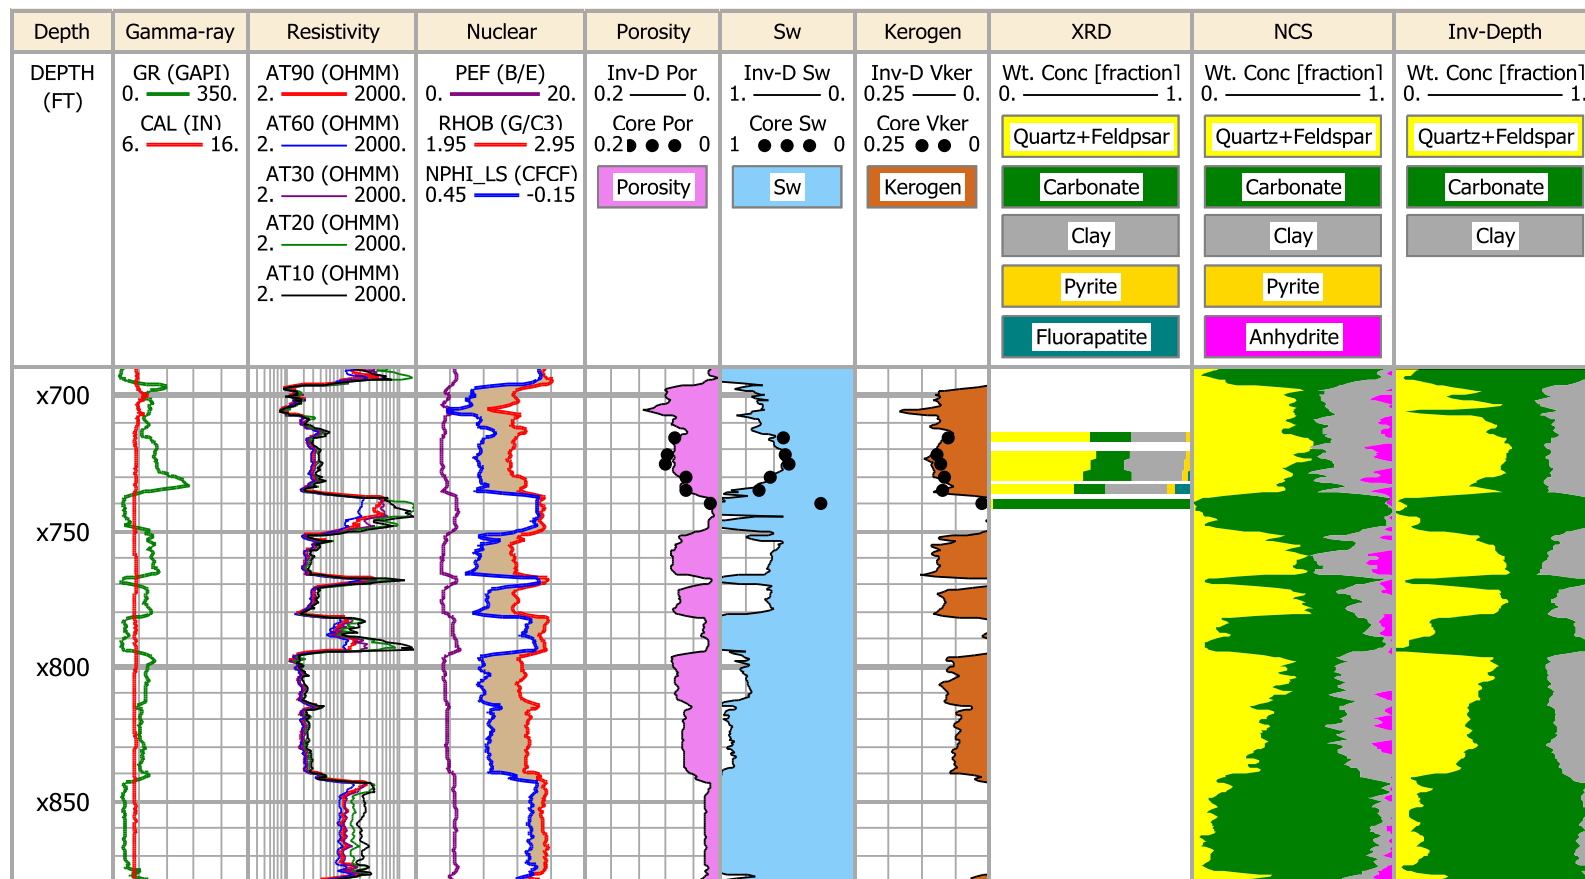 Depth Gamma-ray Resistivity Nuclear Porosity Sw Kerogen XRD NCS Inv-Depth
DEPTH GR (GAPI) AT90 (OHMM) PEF (B/E) Inv-D Por Inv-D Sw Inv-D Vker Wt. Conc [fraction] Wt. Conc [fraction] Wt. Conc [fraction]
(FT) 0. 350. 2. 2000. 0. 20. 0.2 0. 1. 0. 0.25 0. 0. 1. 0. 1. 0. 1.
CAL (IN) AT60 (OHMM) RHOB (G/C3) Core Por Core Sw Core Vker Quartz+Feldpsar Quartz+Feldspar Quartz+Feldspar
6. 16. 2. 2000. 1.95 2.95 0.2 0 1 0 0.25 0
AT30 (OHMM) NPHI_LS (CFCF) Porosity Sw Kerogen Carbonate Carbonate Carbonate
2. 2000. 0.45 -0.15
AT20 (OHMM) Clay Clay Clay
2. 2000.
AT10 (OHMM) Pyrite Pyrite
2. 2000.
Fluorapatite Anhydrite
x700
x750
x800
x850